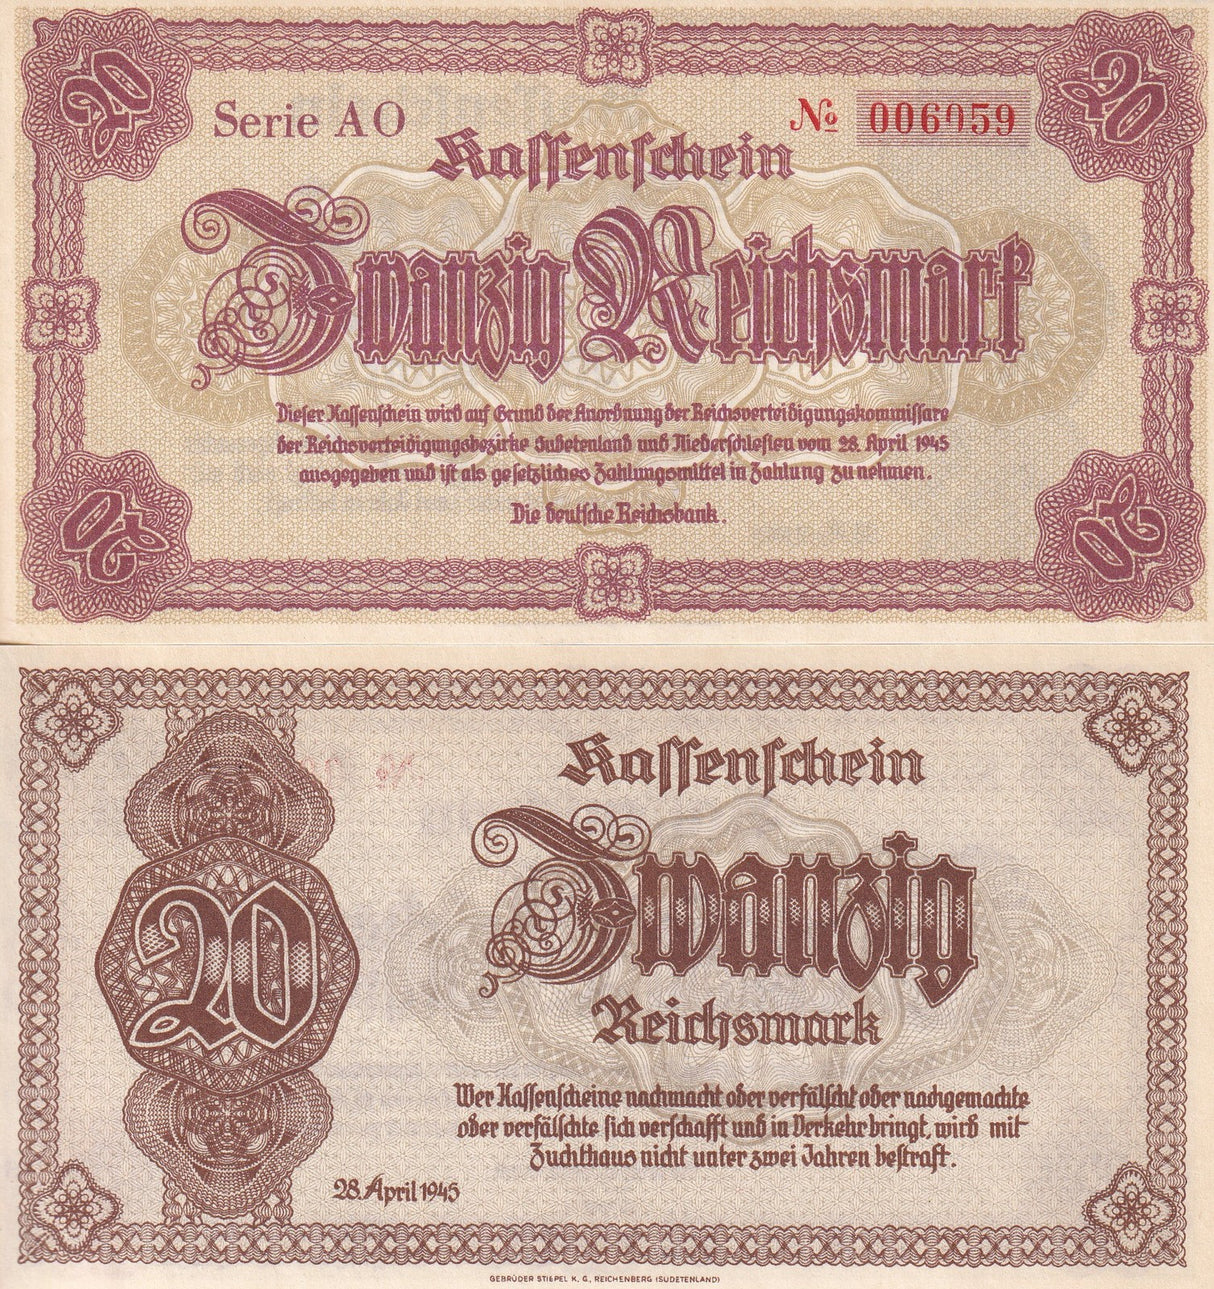 20
20
Serie AO
№ 006059
Kassenschein
Zwanzig Reichsmark
Dieser Kassenschein wird auf Grund der Anordnung der Reichsverteidigungskommissare
der Reichsverteidigungsbezirke Sudetenland und Niederschlesien vom 28. April 1945
ausgegeben und ist als gesetzliches Zahlungsmittel in Zahlung zu nehmen.
Die deutsche Reichsbank.
20
20
Kassenschein
Zwanzig
20
Reichsmark
Wer Kassenscheine nachmacht oder verfälscht oder nachgemachte
oder verfälschte sich verschafft und in Verkehr bringt, wird mit
Zuchthaus nicht unter zwei Jahren bestraft.
28. April 1945
GEBRÜDER STIEPEL K. G., REICHENBERG (SUDETENLAND)